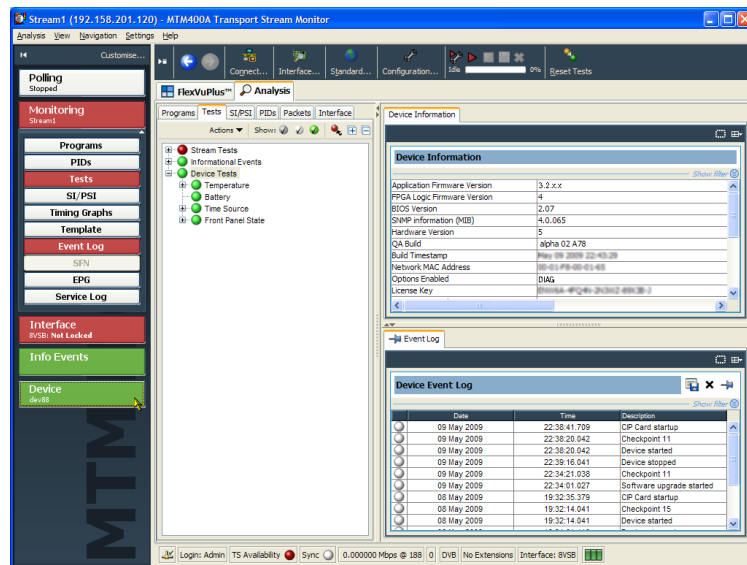 Stream1 (192.158.201.120) - MTM400A Transport Stream Monitor
Analysis View Navigation Settings Help
Customise...
Polling
Stopped
Monitoring
Stream1
Programs
PIDs
Tests
SI/PSI
Timing Graphs
Template
Event Log
SFN
EPG
Service Log
Interface
8VSB: Not Locked
Info Events
Device
dev88
MTM
Connect...
Interface...
Standard...
Configuration...
Idle
0%
Reset Tests
FlexVuPlus™
Analysis
Programs Tests SI/PSI PIDs Packets Interface
Actions Show:
Stream Tests
Informational Events
Device Tests
Temperature
Battery
Time Source
Front Panel State
Device Information
Device Information
Show filter
Application Firmware Version 3.2.x.x
FPGA Logic Firmware Version 4
BIOS Version 2.07
SNMP information (MIB) 4.0.065
Hardware Version 5
QA Build alpha 02 A78
Build Timestamp May 09 2009 22:43:29
Network MAC Address
Options Enabled DIAG
License Key
Event Log
Device Event Log
Show filter
Date Time Description
09 May 2009 22:38:41.709 CIP Card startup
09 May 2009 22:38:20.042 Checkpoint 11
09 May 2009 22:38:20.042 Device started
09 May 2009 22:39:16.041 Device stopped
09 May 2009 22:34:21.038 Checkpoint 11
09 May 2009 22:34:01.027 Software upgrade started
08 May 2009 19:32:35.379 CIP Card startup
08 May 2009 19:32:14.041 Checkpoint 15
08 May 2009 19:32:14.041 Device started
Login: Admin TS Availability Sync 0.000000 Mbps @ 188 0 DVB No Extensions Interface: 8VSB